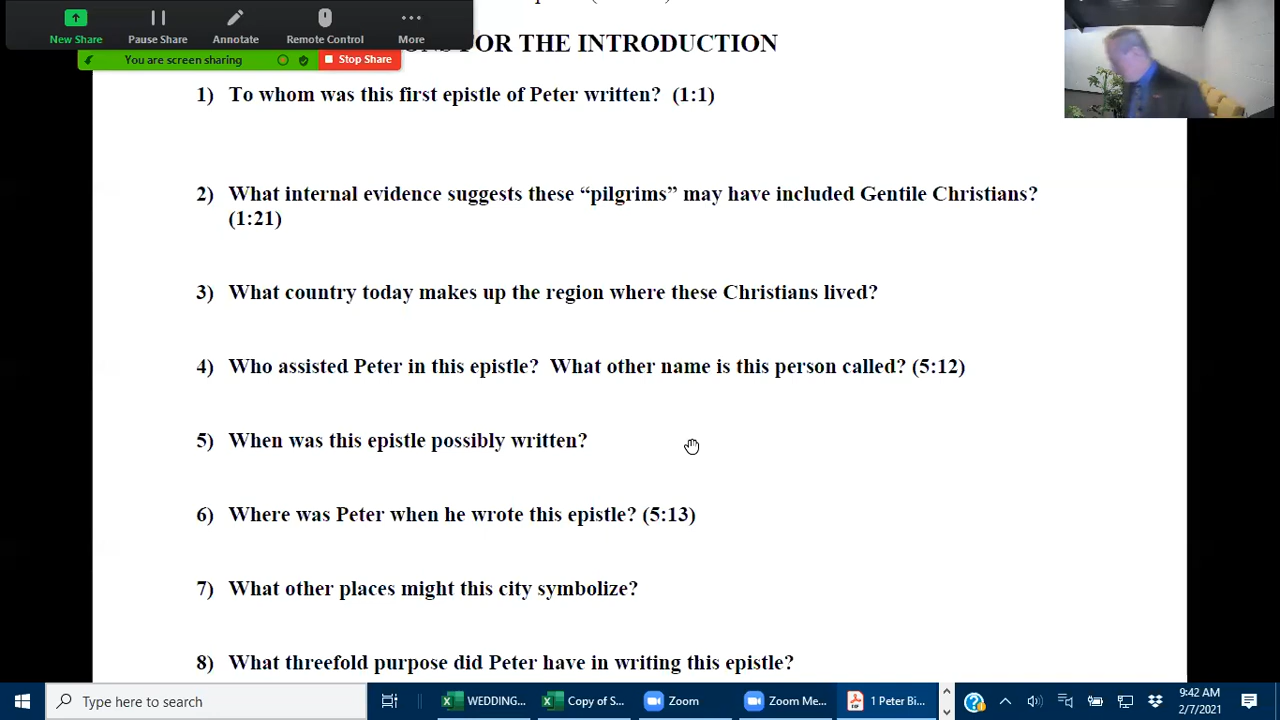 New Share
Pause Share
Annotate
Remote Control
More
You are screen sharing
Stop Share
FOR THE INTRODUCTION
1) To whom was this first epistle of Peter written? (1:1)
2) What internal evidence suggests these “pilgrims” may have included Gentile Christians?
(1:21)
3) What country today makes up the region where these Christians lived?
4) Who assisted Peter in this epistle? What other name is this person called? (5:12)
5) When was this epistle possibly written?
6) Where was Peter when he wrote this epistle? (5:13)
7) What other places might this city symbolize?
8) What threefold purpose did Peter have in writing this epistle?
Type here to search
WEDDING...
Copy of S...
Zoom
Zoom Me...
1 Peter Bi...
9:42 AM
2/7/2021